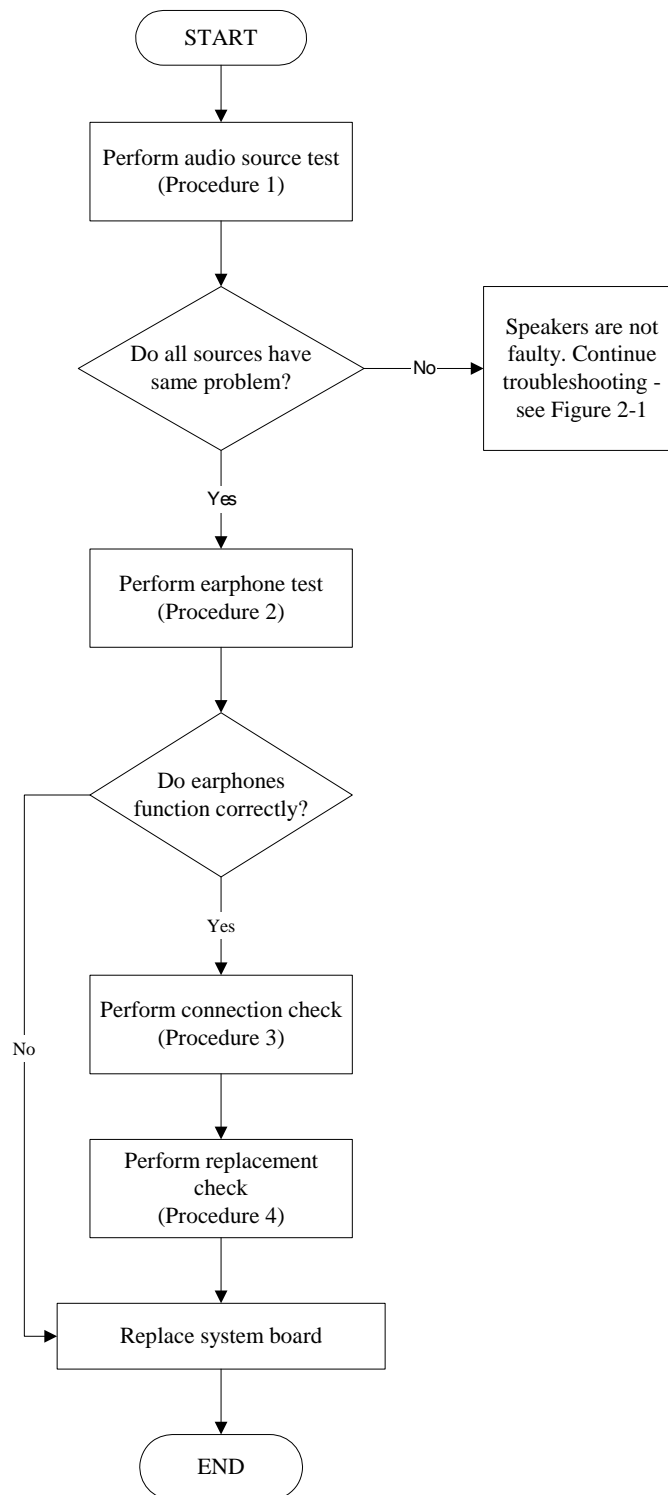 START
Perform audio source test
(Procedure 1)
Do all sources have
same problem?
No
Speakers are not
faulty. Continue
troubleshooting -
see Figure 2-1
Yes
Perform earphone test
(Procedure 2)
Do earphones
function correctly?
Yes
Perform connection check
(Procedure 3)
No
Perform replacement
check
(Procedure 4)
Replace system board
END